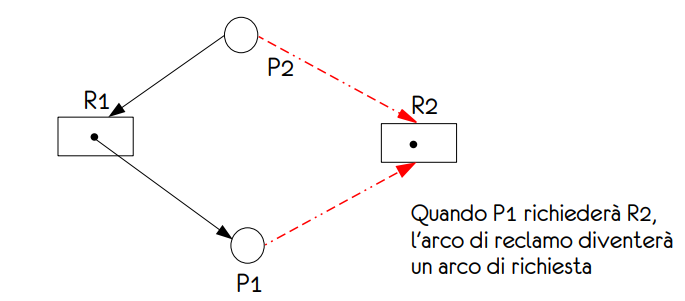 P2
R1
R2
P1
Quando P1 richiederà R2,
l'arco di reclamo diventerà
un arco di richiesta